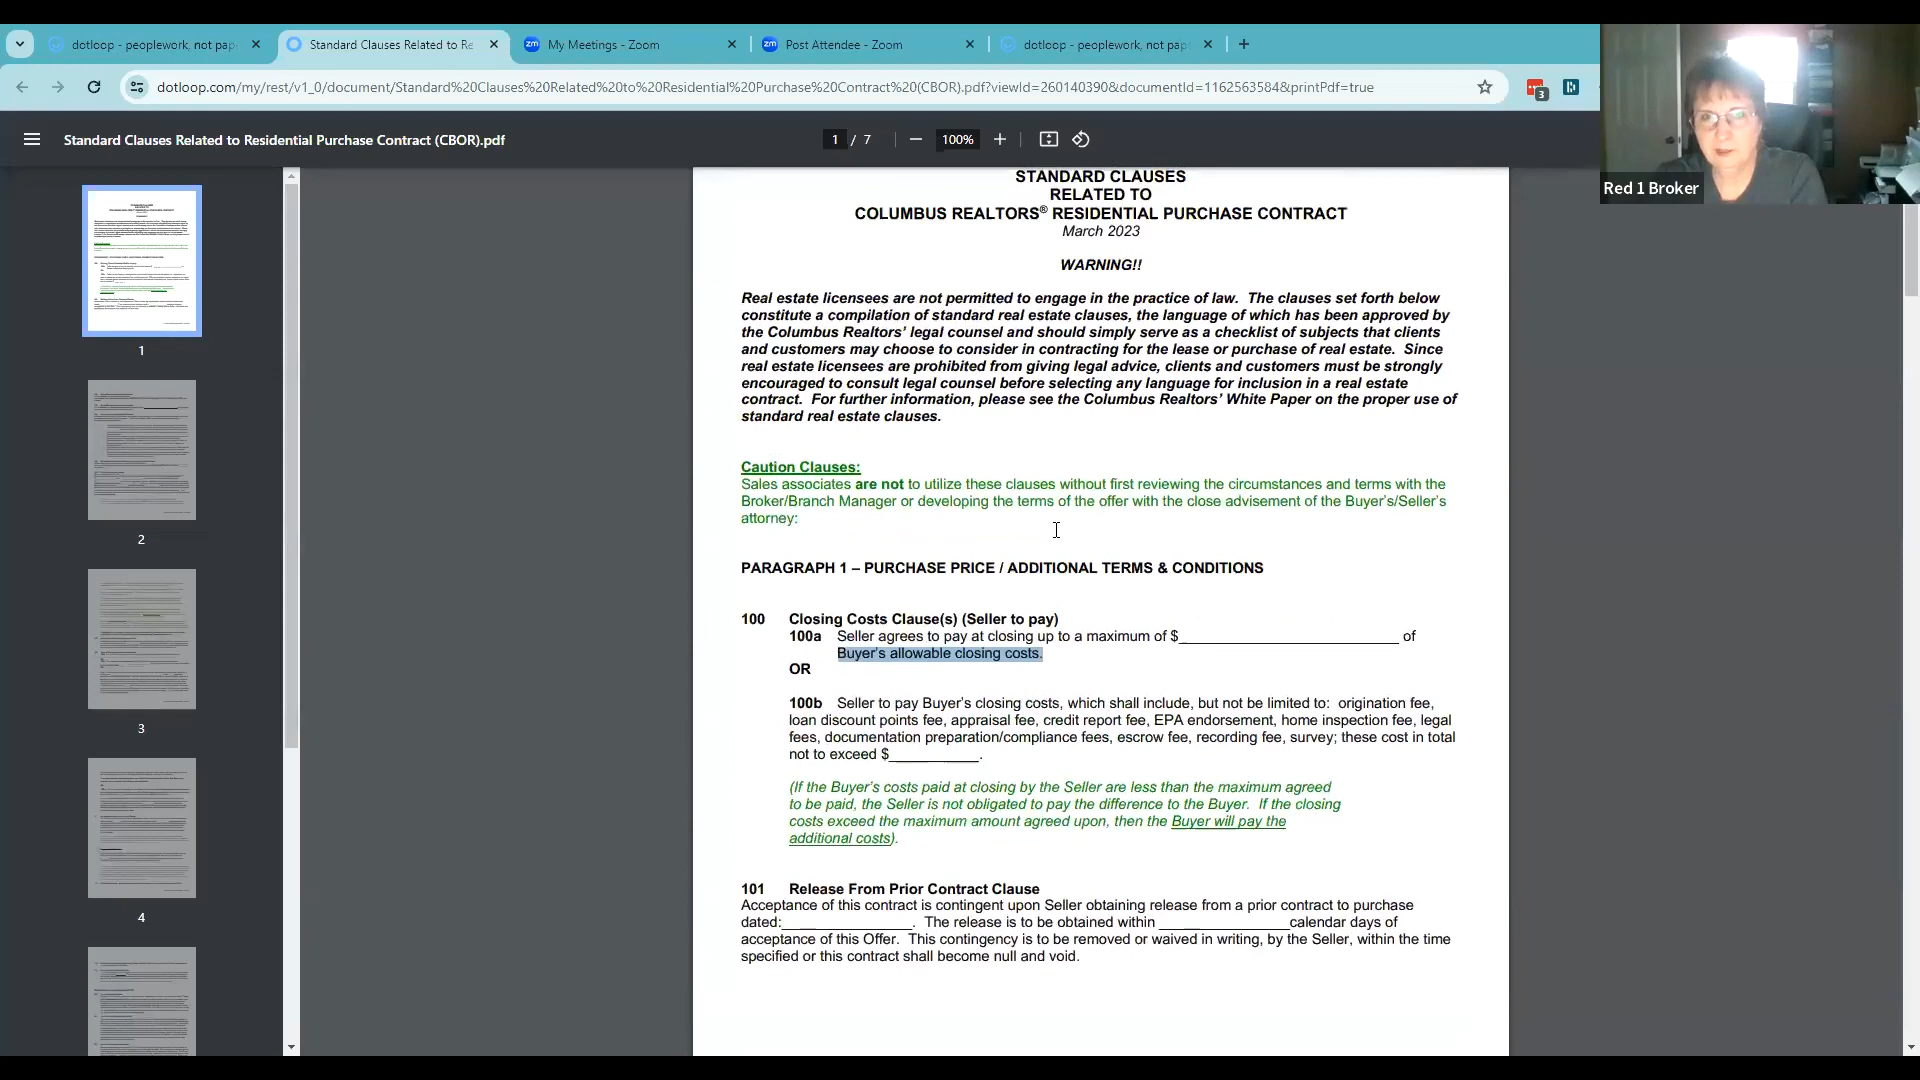 dotloop - peoplework, not pap
Standard Clauses Related to Re
My Meetings - Zoom
Post Attendee - Zoom
dotloop - peoplework, not pap
dotloop.com/my/rest/v1_0/document/Standard%20Clauses%20Related%20to%20Residential%20Purchase%20Contract%20(CBOR).pdf?viewId=260140390&documentId=1162563584&printPdf=true
3
Standard Clauses Related to Residential Purchase Contract (CBOR).pdf
1 / 7
100%
Red 1 Broker
1
2
3
4
STANDARD CLAUSES
RELATED TO
COLUMBUS REALTORS® RESIDENTIAL PURCHASE CONTRACT
March 2023
WARNING!!
Real estate licensees are not permitted to engage in the practice of law. The clauses set forth below
constitute a compilation of standard real estate clauses, the language of which has been approved by
the Columbus Realtors' legal counsel and should simply serve as a checklist of subjects that clients
and customers may choose to consider in contracting for the lease or purchase of real estate. Since
real estate licensees are prohibited from giving legal advice, clients and customers must be strongly
encouraged to consult legal counsel before selecting any language for inclusion in a real estate
contract. For further information, please see the Columbus Realtors' White Paper on the proper use of
standard real estate clauses.
Caution Clauses:
Sales associates are not to utilize these clauses without first reviewing the circumstances and terms with the
Broker/Branch Manager or developing the terms of the offer with the close advisement of the Buyer's/Seller's
attorney:
PARAGRAPH 1 – PURCHASE PRICE / ADDITIONAL TERMS & CONDITIONS
100 Closing Costs Clause(s) (Seller to pay)
100a Seller agrees to pay at closing up to a maximum of $___________________________ of
Buyer's allowable closing costs.
OR
100b Seller to pay Buyer's closing costs, which shall include, but not be limited to: origination fee,
loan discount points fee, appraisal fee, credit report fee, EPA endorsement, home inspection fee, legal
fees, documentation preparation/compliance fees, escrow fee, recording fee, survey; these cost in total
not to exceed $___________.
(If the Buyer's costs paid at closing by the Seller are less than the maximum agreed
to be paid, the Seller is not obligated to pay the difference to the Buyer. If the closing
costs exceed the maximum amount agreed upon, then the Buyer will pay the
additional costs).
101 Release From Prior Contract Clause
Acceptance of this contract is contingent upon Seller obtaining release from a prior contract to purchase
dated:________________. The release is to be obtained within ________________calendar days of
acceptance of this Offer. This contingency is to be removed or waived in writing, by the Seller, within the time
specified or this contract shall become null and void.